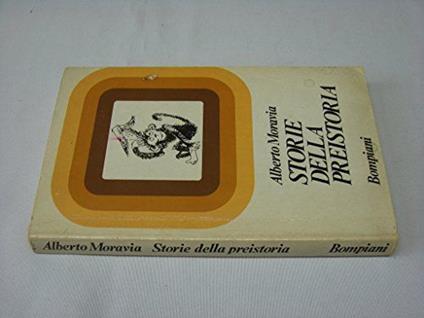 Alberto Moravia
STORIE
DELLA
PREISTORIA
Bompiani
Alberto Moravia Storie della preistoria Bompiani